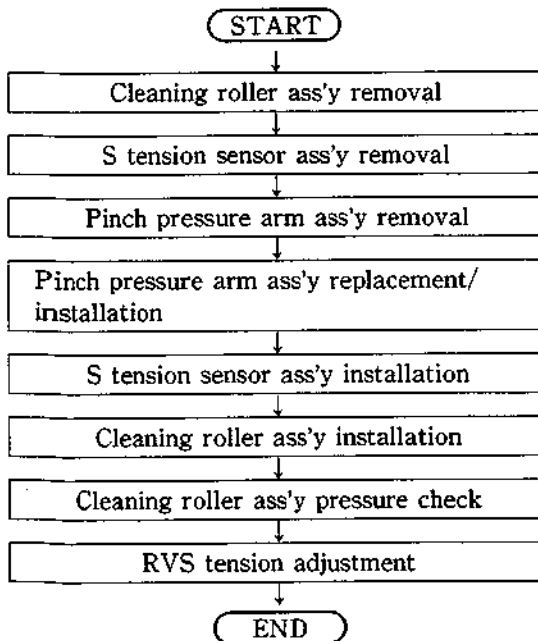 START
Cleaning roller ass'y removal
S tension sensor ass'y removal
Pinch pressure arm ass'y removal
Pinch pressure arm ass'y replacement/
installation
S tension sensor ass'y installation
Cleaning roller ass'y installation
Cleaning roller ass'y pressure check
RVS tension adjustment
END